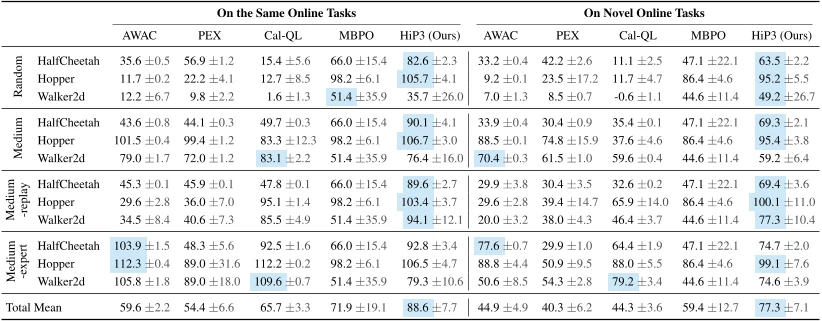 On the Same Online Tasks On Novel Online Tasks
AWAC PEX Cal-QL MBPO HiP3 (Ours) AWAC PEX Cal-QL MBPO HiP3 (Ours)
Random
HalfCheetah 35.6 ±0.5 56.9 ±1.2 15.4 ±5.6 66.0 ±15.4 82.6 ±2.3 33.2 ±0.4 42.2 ±2.6 11.1 ±2.5 47.1 ±22.1 63.5 ±2.2
Hopper 11.7 ±0.2 22.2 ±4.1 12.7 ±8.5 98.2 ±6.1 105.7 ±4.1 9.2 ±0.1 23.5 ±17.2 11.7 ±4.7 86.4 ±4.6 95.2 ±5.5
Walker2d 12.2 ±6.7 9.8 ±2.2 1.6 ±1.3 51.4 ±35.9 35.7 ±26.0 7.0 ±1.3 8.5 ±0.7 -0.6 ±1.1 44.6 ±11.4 49.2 ±26.7
Medium
HalfCheetah 43.6 ±0.8 44.1 ±0.3 49.7 ±0.3 66.0 ±15.4 90.1 ±4.1 33.9 ±0.4 30.4 ±0.9 35.4 ±0.1 47.1 ±22.1 69.3 ±2.1
Hopper 101.5 ±0.4 99.4 ±1.2 83.3 ±12.3 98.2 ±6.1 106.7 ±3.0 88.5 ±0.1 74.8 ±15.9 37.6 ±4.6 86.4 ±4.6 95.4 ±3.8
Walker2d 79.0 ±1.7 72.0 ±1.2 83.1 ±2.2 51.4 ±35.9 76.4 ±16.0 70.4 ±0.3 61.5 ±1.0 59.6 ±0.4 44.6 ±11.4 59.2 ±6.4
Medium
-replay
HalfCheetah 45.3 ±0.1 45.9 ±0.1 47.8 ±0.1 66.0 ±15.4 89.6 ±2.7 29.9 ±3.8 30.4 ±3.5 32.6 ±0.2 47.1 ±22.1 69.4 ±3.6
Hopper 29.6 ±2.8 36.0 ±7.0 95.1 ±1.4 98.2 ±6.1 103.4 ±3.7 29.6 ±2.8 39.4 ±14.7 65.9 ±14.0 86.4 ±4.6 100.1 ±11.0
Walker2d 34.5 ±8.4 40.6 ±7.3 85.5 ±4.9 51.4 ±35.9 94.1 ±12.1 20.0 ±3.2 38.0 ±4.3 46.4 ±3.7 44.6 ±11.4 77.3 ±10.4
Medium
-expert
HalfCheetah 103.9 ±1.5 48.3 ±5.6 92.5 ±1.6 66.0 ±15.4 92.8 ±3.4 77.6 ±0.7 29.9 ±1.0 64.4 ±1.9 47.1 ±22.1 74.7 ±2.0
Hopper 112.3 ±0.4 89.0 ±31.6 112.2 ±0.2 98.2 ±6.1 106.5 ±4.7 88.8 ±4.4 50.9 ±9.5 88.0 ±5.5 86.4 ±4.6 99.1 ±7.6
Walker2d 105.8 ±1.8 89.0 ±18.0 109.6 ±0.7 51.4 ±35.9 79.3 ±10.6 50.6 ±8.5 54.3 ±2.8 79.2 ±3.4 44.6 ±11.4 74.6 ±3.9
Total Mean 59.6 ±2.2 54.4 ±6.6 65.7 ±3.3 71.9 ±19.1 88.6 ±7.7 44.9 ±4.9 40.3 ±6.2 44.3 ±3.6 59.4 ±12.7 77.3 ±7.1